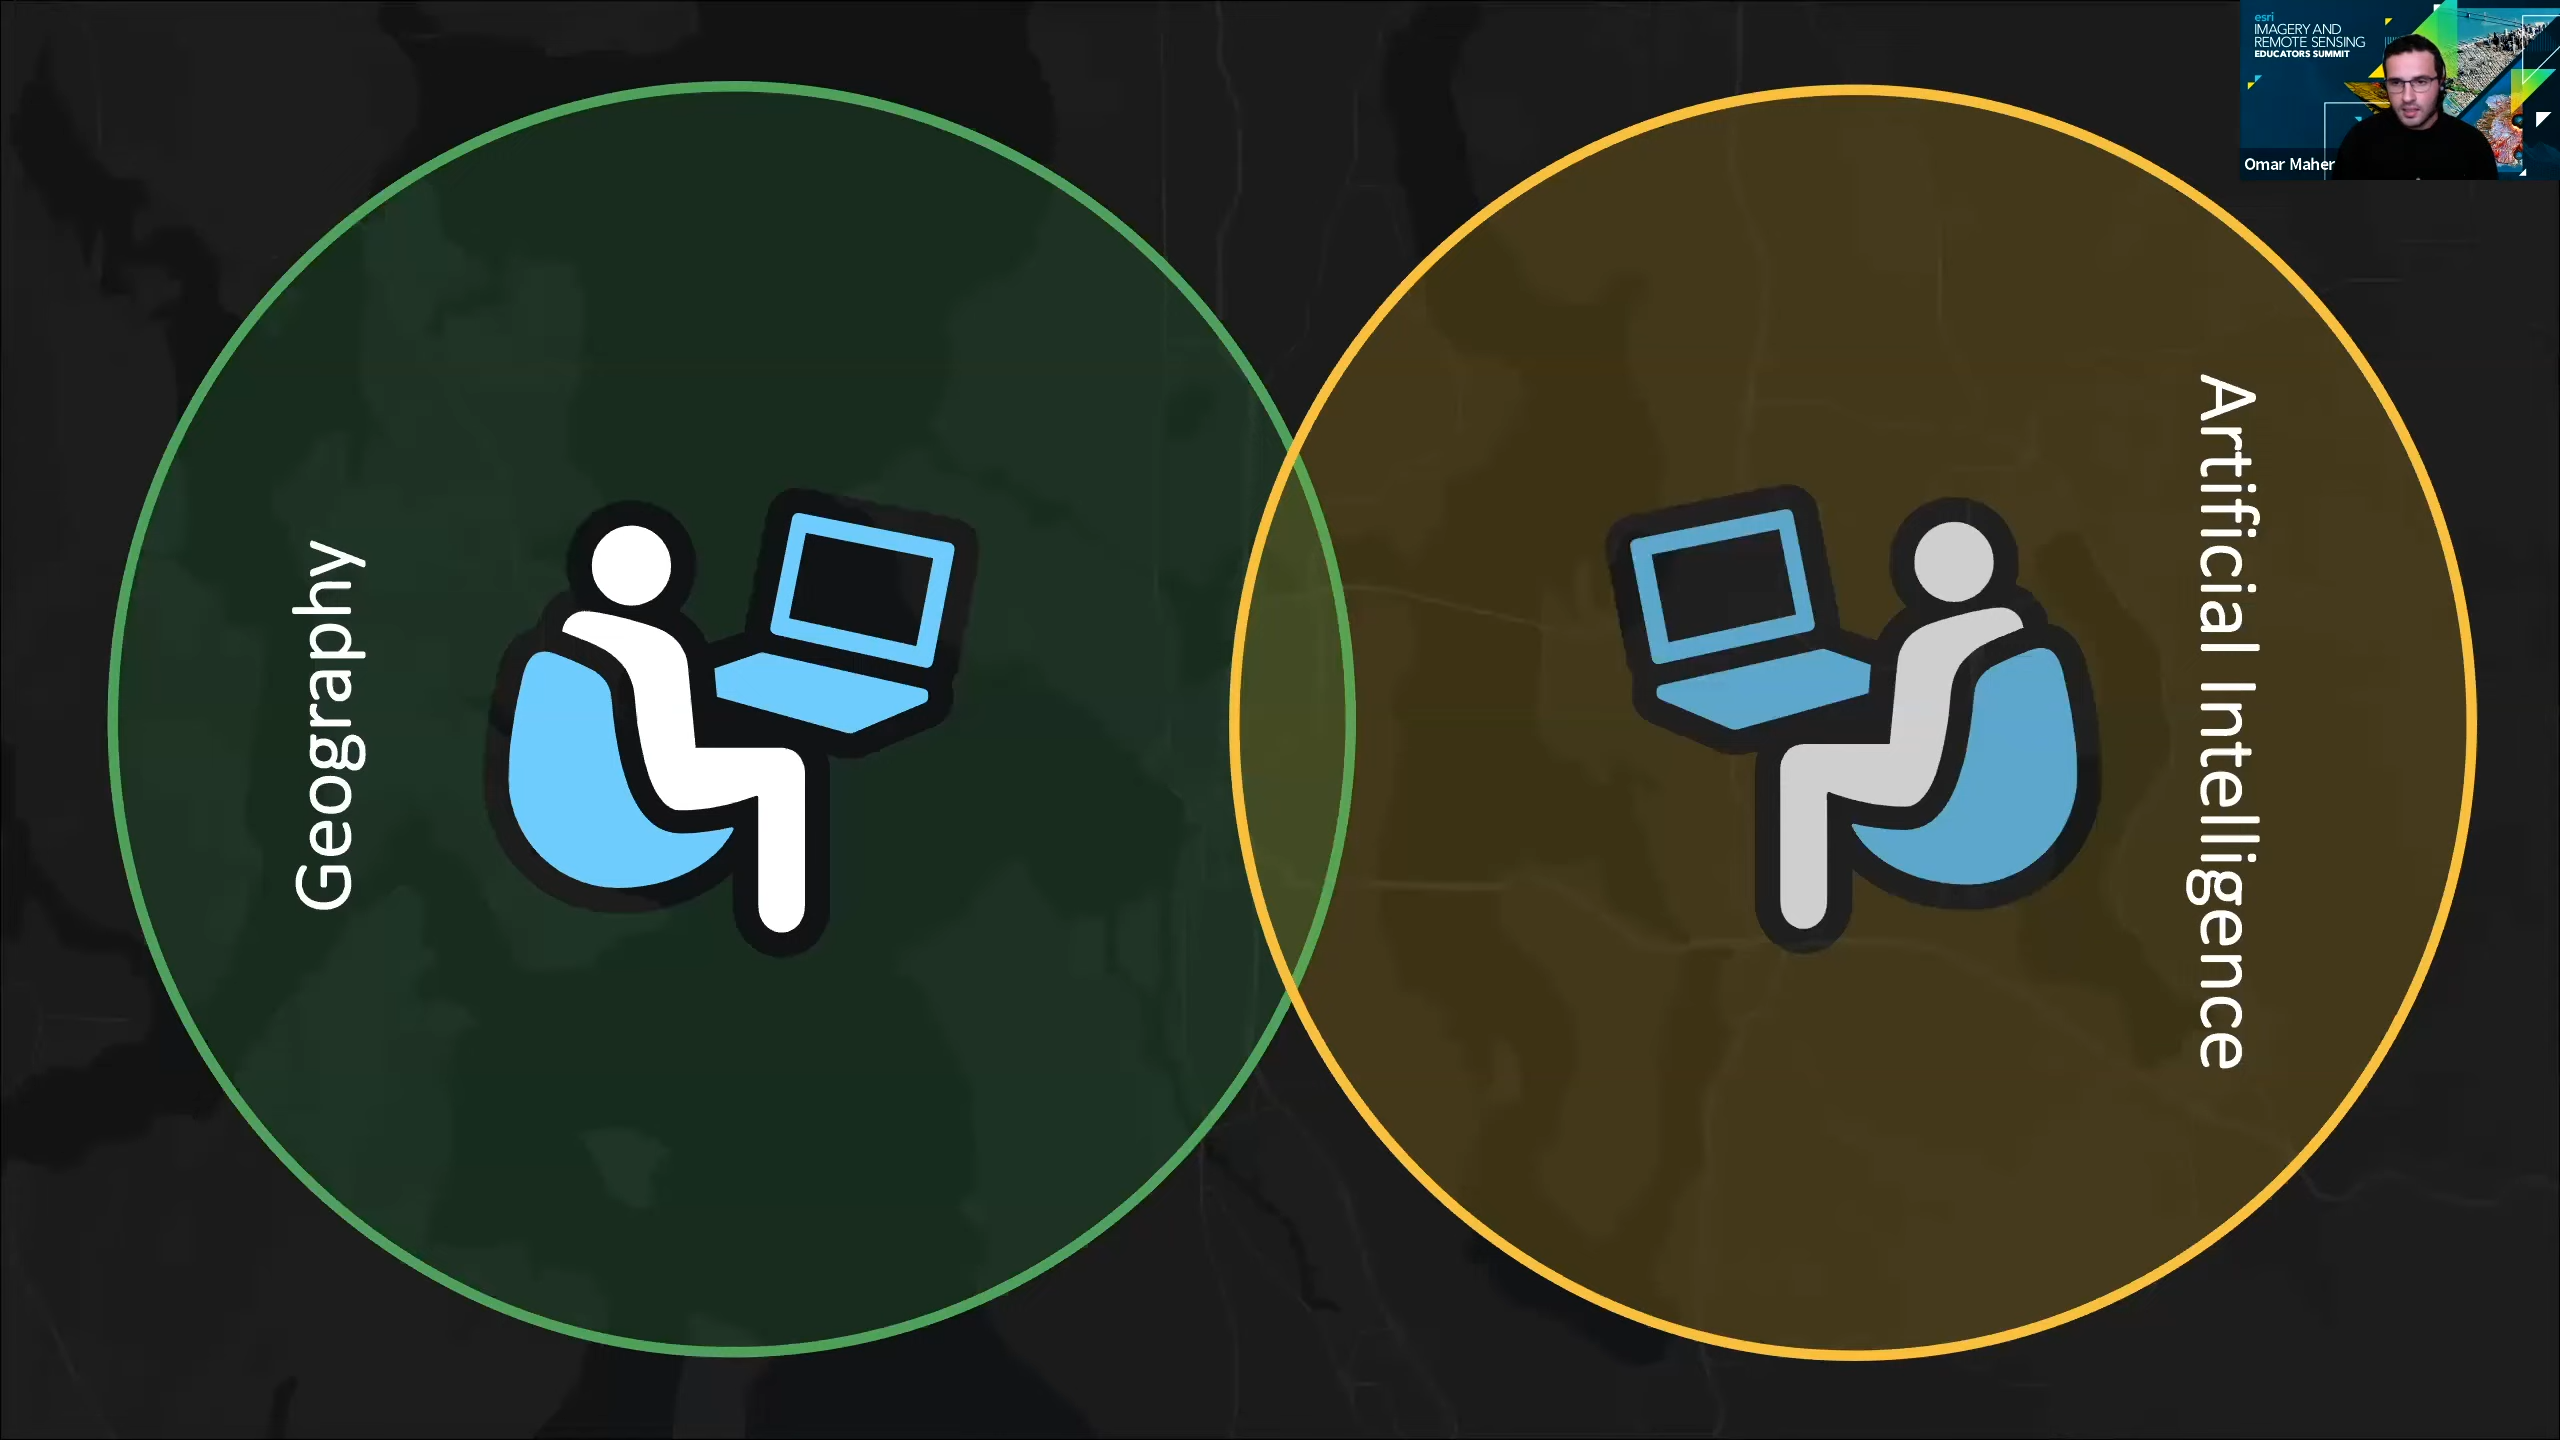 Geography
Artificial Intelligence
esri
IMAGERY AND
REMOTE SENSING
EDUCATORS SUMMIT
Omar Maher